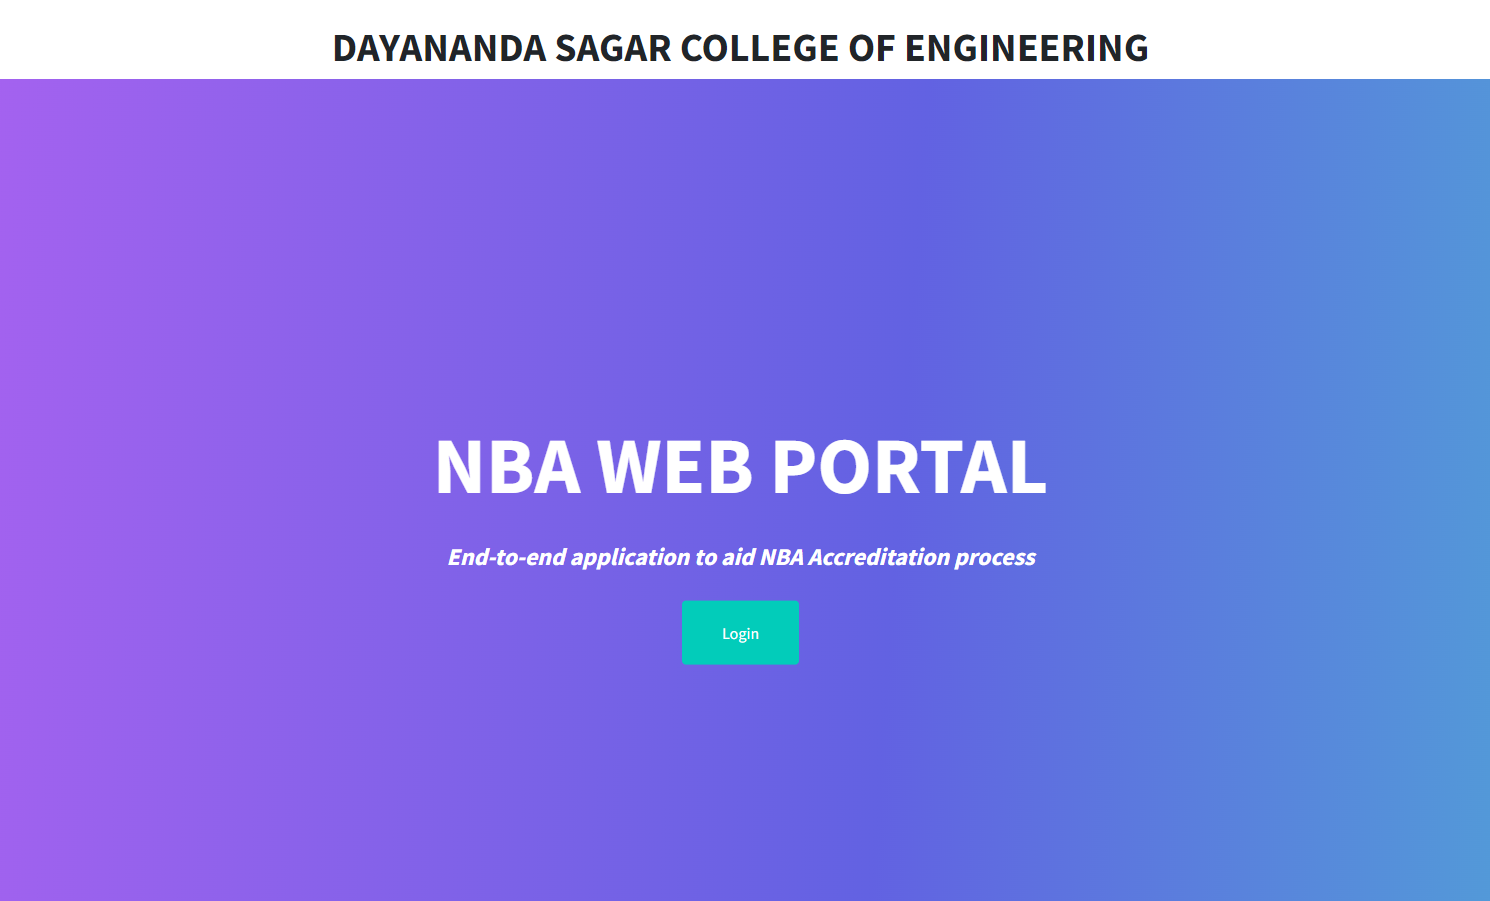 DAYANANDA SAGAR COLLEGE OF ENGINEERING
NBA WEB PORTAL
End-to-end application to aid NBA Accreditation process
Login